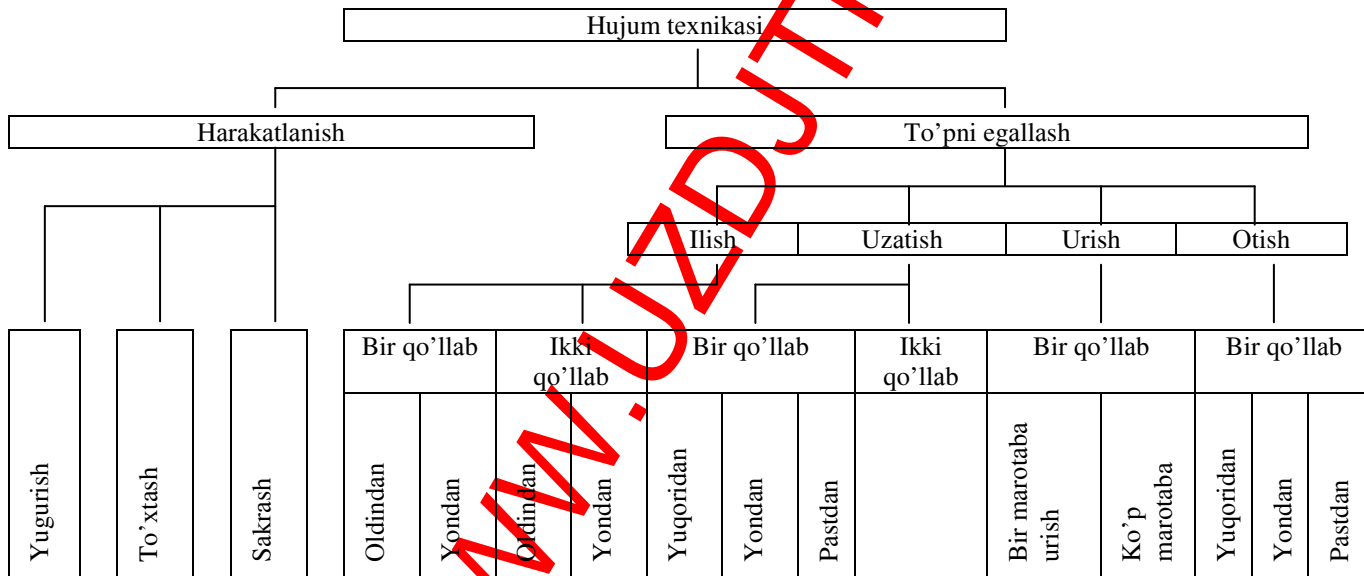 Hujum texnikasi
Harakatlanish
To’pni egallash
Ilish
Uzatish
Urish
Otish
Bir qo’llab
Ikki
qo’llab
Bir qo’llab
Ikki
qo’llab
Bir qo’llab
Bir qo’llab
Yugurish
To’xtash
Sakrash
Oldindan
Yondan
Oldindan
Yondan
Yuqoridan
Yondan
Pastdan
Bir marotaba
urish
Ko’p
marotaba
Yuqoridan
Yondan
Pastdan